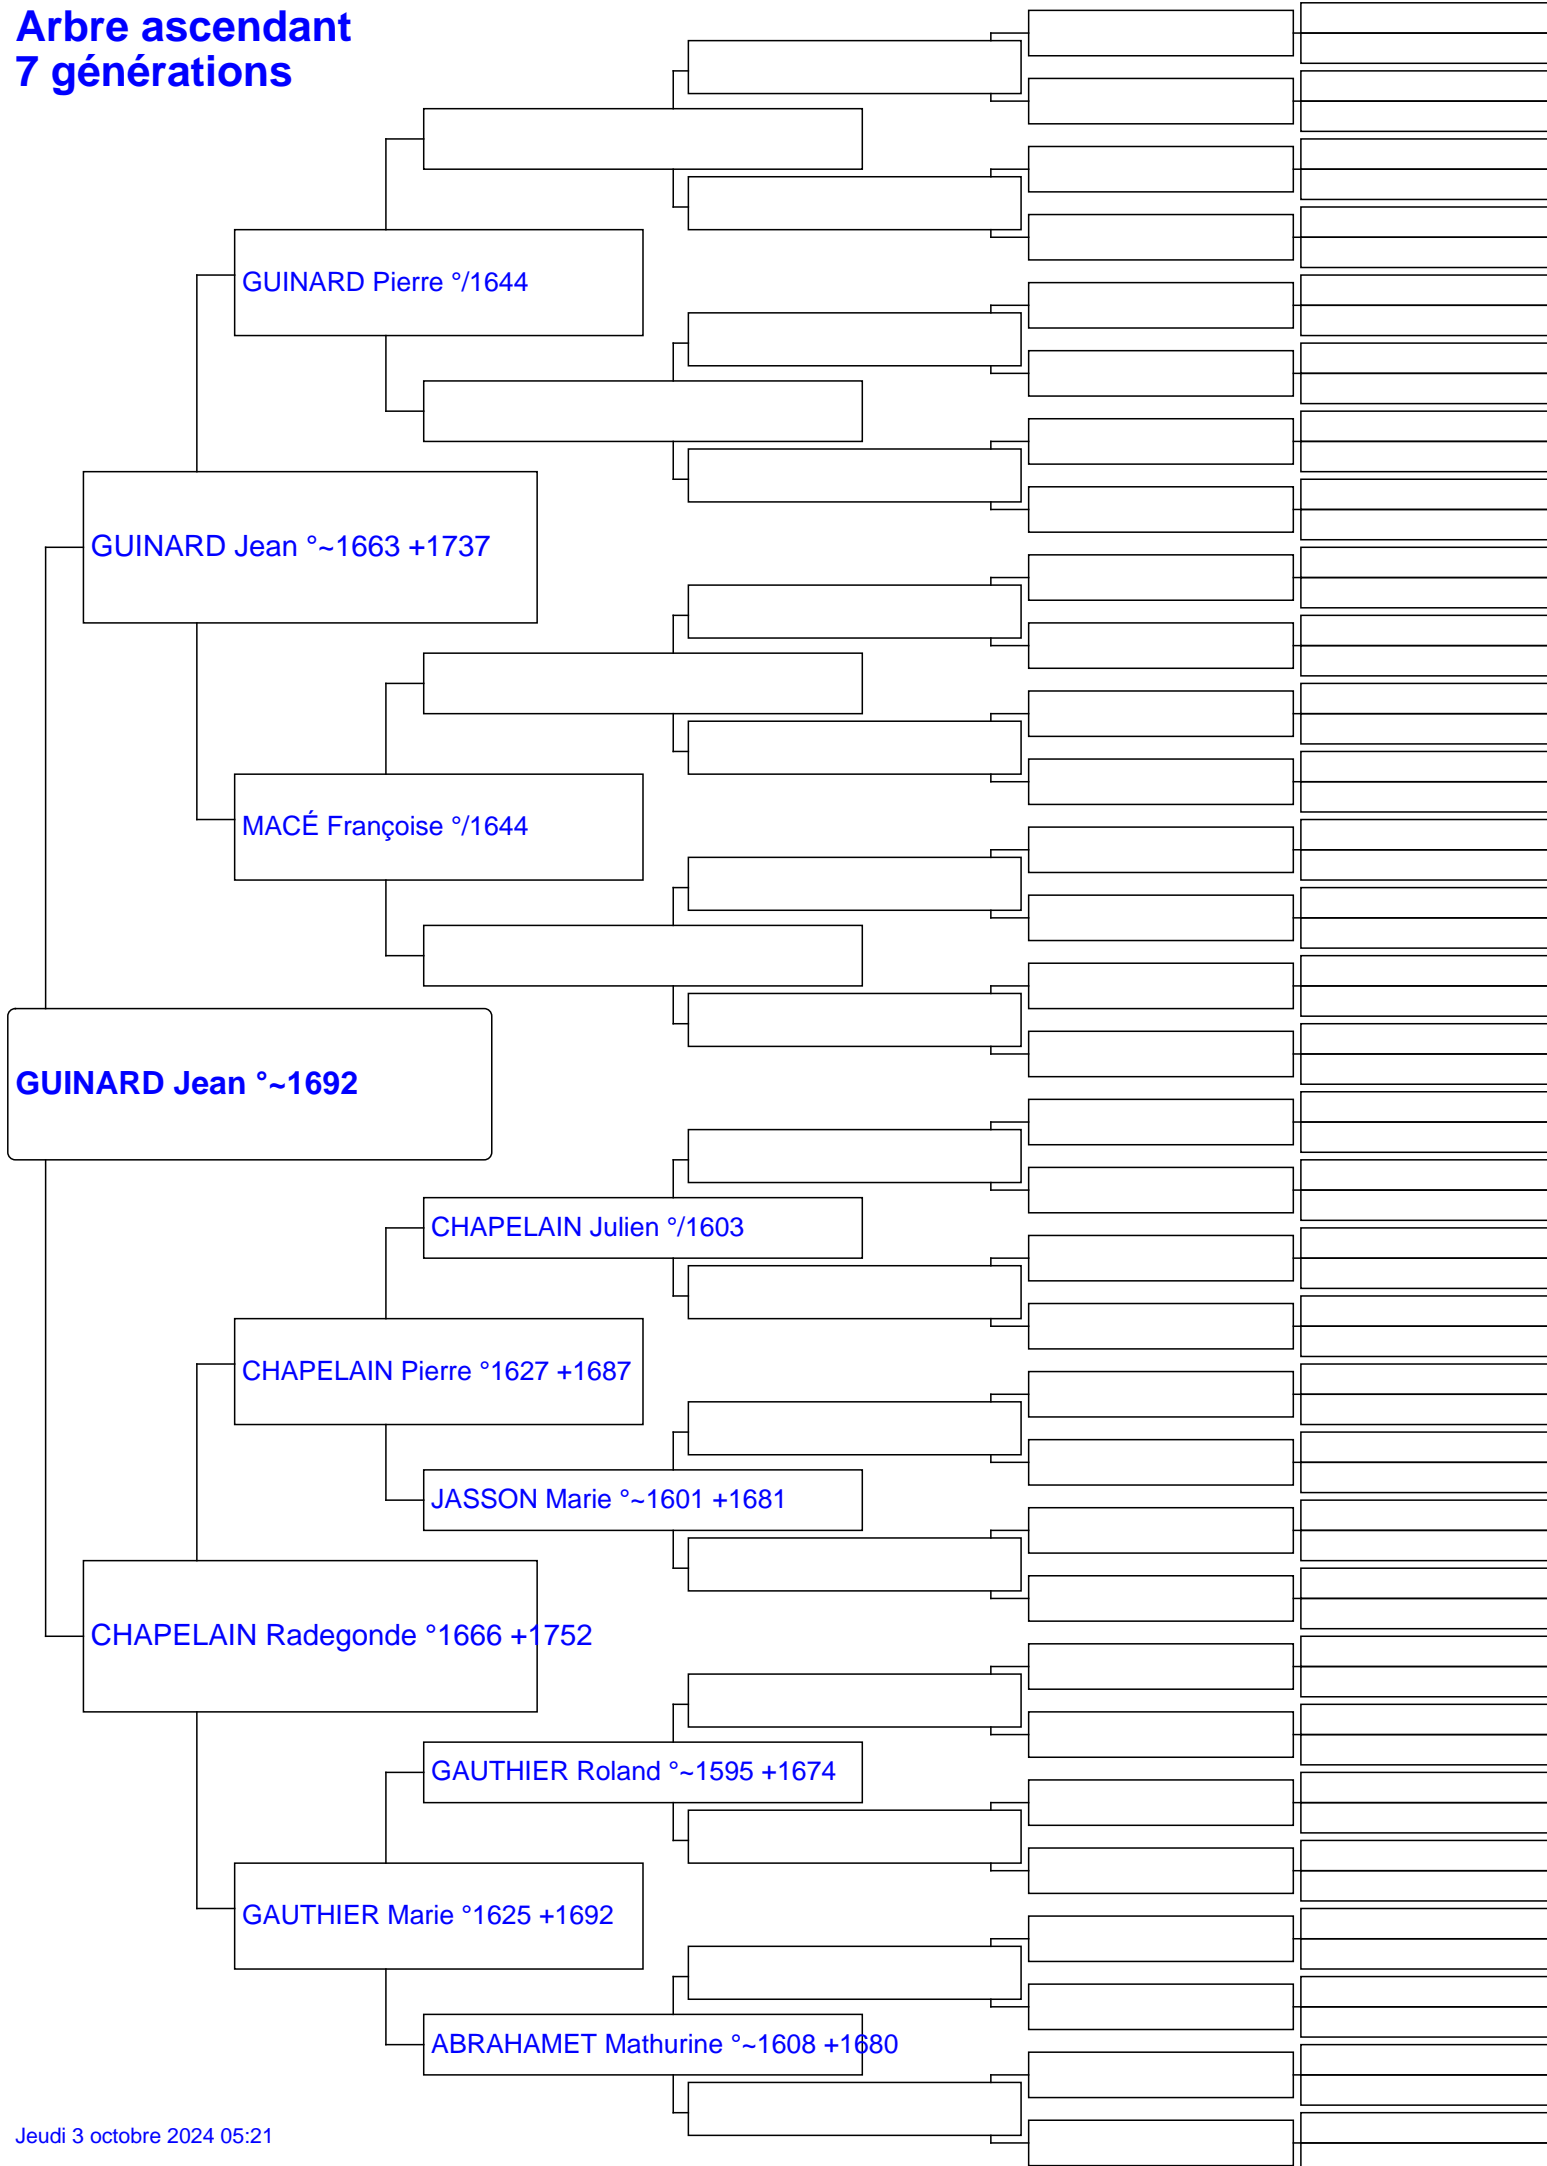 Arbre ascendant
7 générations
GUINARD Pierre °/1644
GUINARD Jean °~1663 +1737
MACÉ Françoise °/1644
GUINARD Jean °~1692
CHAPELAIN Julien °/1603
CHAPELAIN Pierre °1627 +1687
JASSON Marie °~1601 +1681
CHAPELAIN Radegonde °1666 +1752
GAUTHIER Roland °~1595 +1674
GAUTHIER Marie °1625 +1692
ABRAHAMET Mathurine °~1608 +1680
Jeudi 3 octobre 2024 05:21